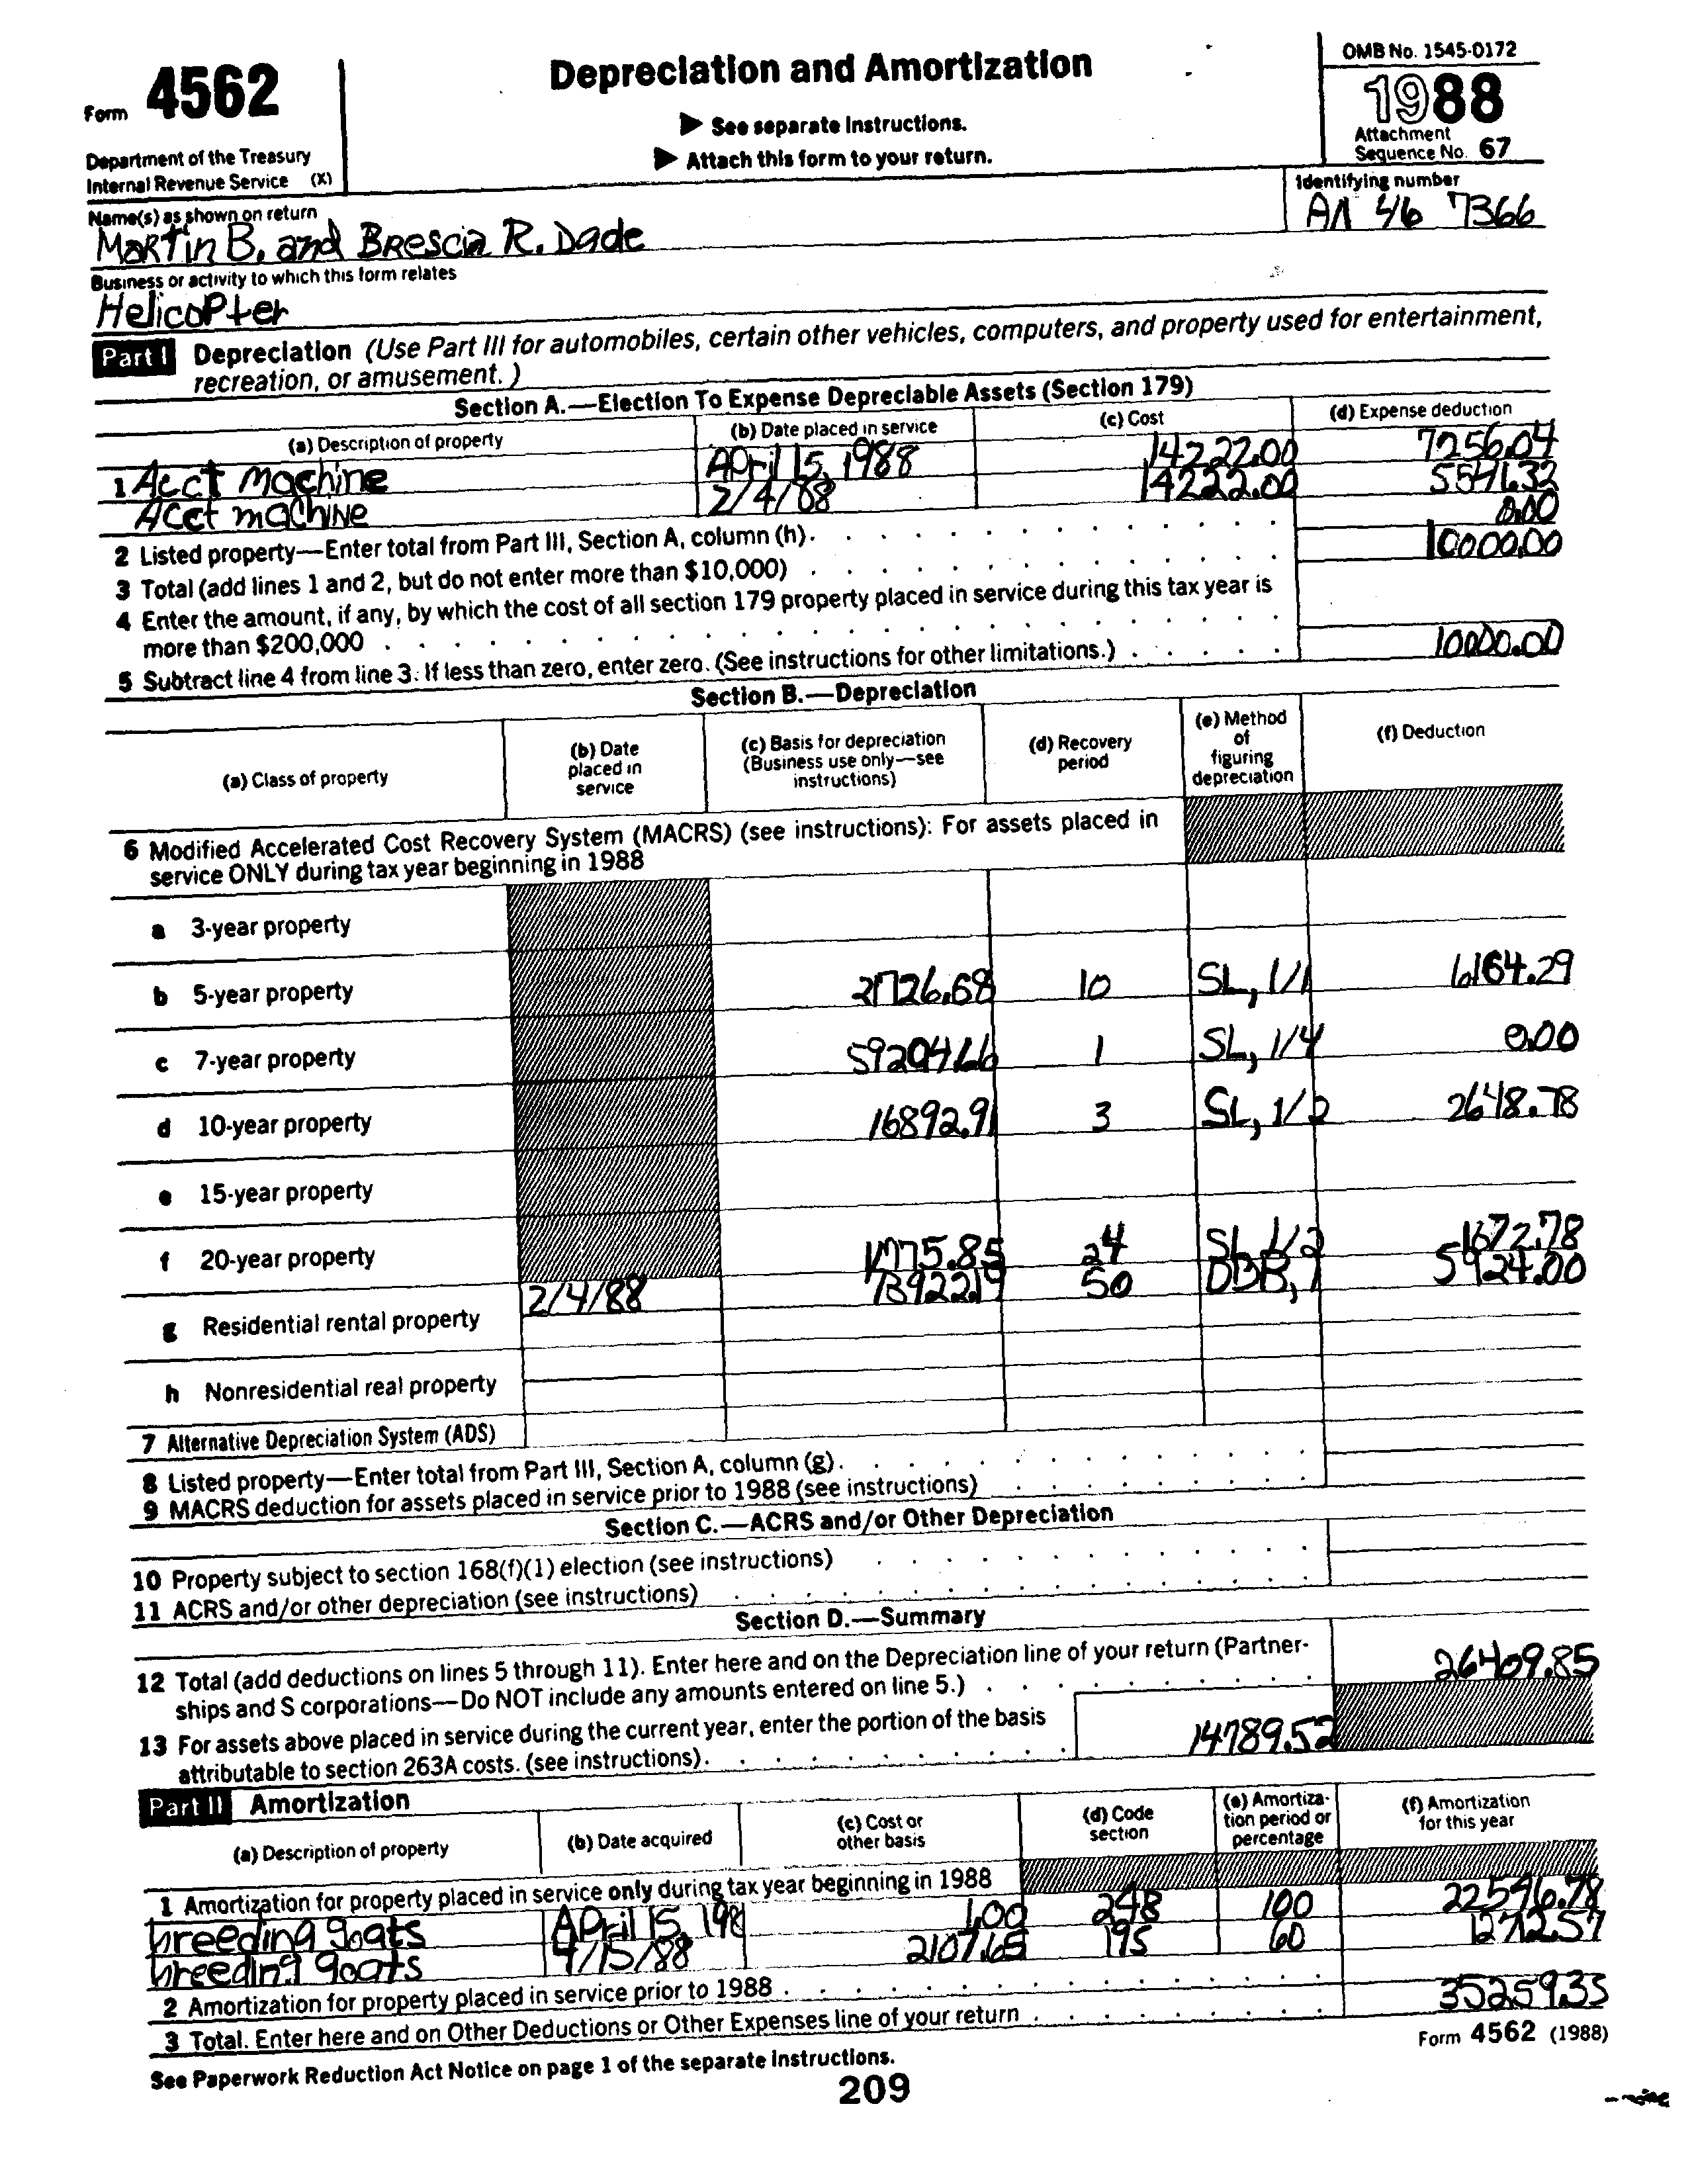 Form 4562
Department of the Treasury
Internal Revenue Service (X)
Depreciation and Amortization
▶ See separate Instructions.
▶ Attach this form to your return.
OMB No. 1545-0172
1988
Attachment
Sequence No. 67
Name(s) as shown on return
Martin B. and Brescia R. Dade
Identifying number
7366
Business or activity to which this form relates
Helicopter
Part I Depreciation (Use Part III for automobiles, certain other vehicles, computers, and property used for entertainment,
recreation, or amusement.)
Section A.—Election To Expense Depreciable Assets (Section 179)
(a) Description of property (b) Date placed in service (c) Cost (d) Expense deduction
1 Acct Machine April 15, 1988 14222.00 7256.04
Acct machine 2/4/88 14222.00 5541.32
2 Listed property—Enter total from Part III, Section A, column (h). 0.00
3 Total (add lines 1 and 2, but do not enter more than $10,000) 10000.00
4 Enter the amount, if any, by which the cost of all section 179 property placed in service during this tax year is
more than $200,000
5 Subtract line 4 from line 3. If less than zero, enter zero. (See instructions for other limitations.) 10000.00
Section B.—Depreciation
(a) Class of property (b) Date placed in service (c) Basis for depreciation (Business use only—see instructions) (d) Recovery period (e) Method of figuring depreciation (f) Deduction
6 Modified Accelerated Cost Recovery System (MACRS) (see instructions): For assets placed in
service ONLY during tax year beginning in 1988
a 3-year property
b 5-year property 21726.68 10 SL, 1/1 6164.29
c 7-year property 1 SL, 1/4 0.00
d 10-year property 16892.91 3 SL, 1/2 2648.78
e 15-year property
f 20-year property 24 SL 1/2 1672.78
2/4/88 50 DDB, 1 5924.00
g Residential rental property
h Nonresidential real property
7 Alternative Depreciation System (ADS)
8 Listed property—Enter total from Part III, Section A, column (g).
9 MACRS deduction for assets placed in service prior to 1988 (see instructions)
Section C.—ACRS and/or Other Depreciation
10 Property subject to section 168(f)(1) election (see instructions)
11 ACRS and/or other depreciation (see instructions)
Section D.—Summary
12 Total (add deductions on lines 5 through 11). Enter here and on the Depreciation line of your return (Partner-
ships and S corporations—Do NOT include any amounts entered on line 5.) 26409.85
13 For assets above placed in service during the current year, enter the portion of the basis
attributable to section 263A costs. (see instructions). 14789.52
Part II Amortization
(a) Description of property (b) Date acquired (c) Cost or other basis (d) Code section (e) Amortiza- tion period or percentage (f) Amortization for this year
1 Amortization for property placed in service only during tax year beginning in 1988
breeding goats April 15, 198 1.00 248 100 22546.78
breeding goats 4/15/88 2107.65 195 60 12712.57
2 Amortization for property placed in service prior to 1988
3 Total. Enter here and on Other Deductions or Other Expenses line of your return 35259.35
See Paperwork Reduction Act Notice on page 1 of the separate Instructions.
Form 4562 (1988)
209